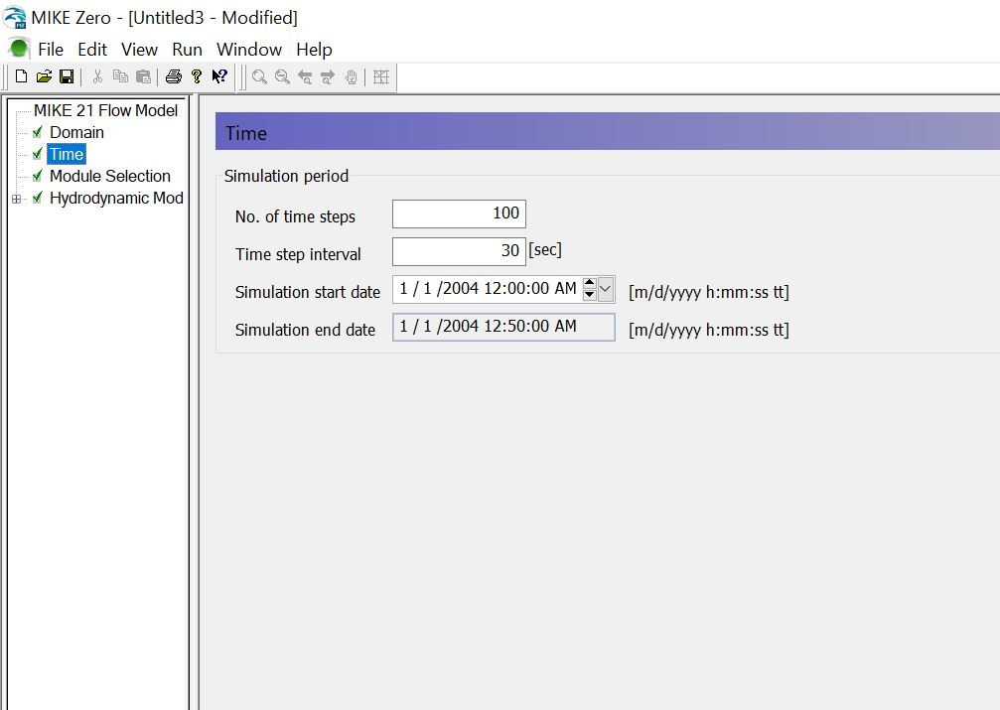 MIKE Zero - [Untitled3 - Modified]
File Edit View Run Window Help
MIKE 21 Flow Model
Domain
Time
Module Selection
Hydrodynamic Mod
Time
Simulation period
No. of time steps 100
Time step interval 30 [sec]
Simulation start date 1 / 1 /2004 12:00:00 AM [m/d/yyyy h:mm:ss tt]
Simulation end date 1 / 1 /2004 12:50:00 AM [m/d/yyyy h:mm:ss tt]